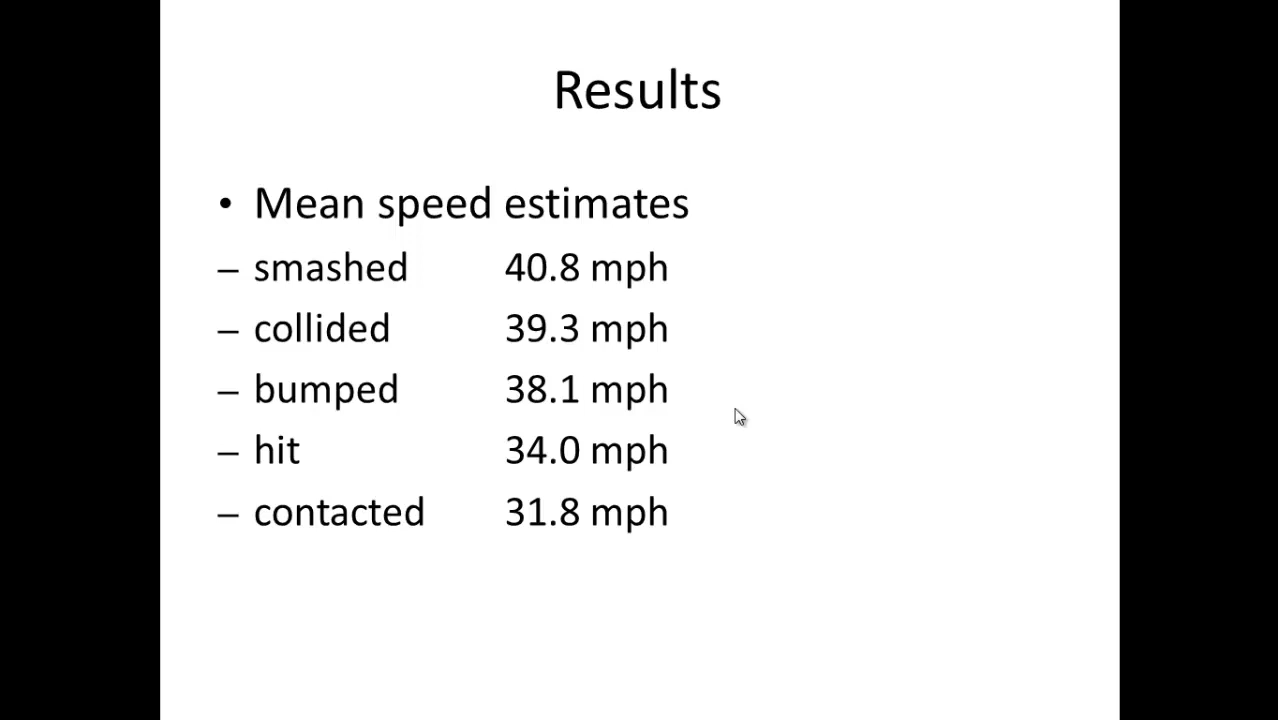 Results
• Mean speed estimates
– smashed 40.8 mph
– collided 39.3 mph
– bumped 38.1 mph
– hit 34.0 mph
– contacted 31.8 mph